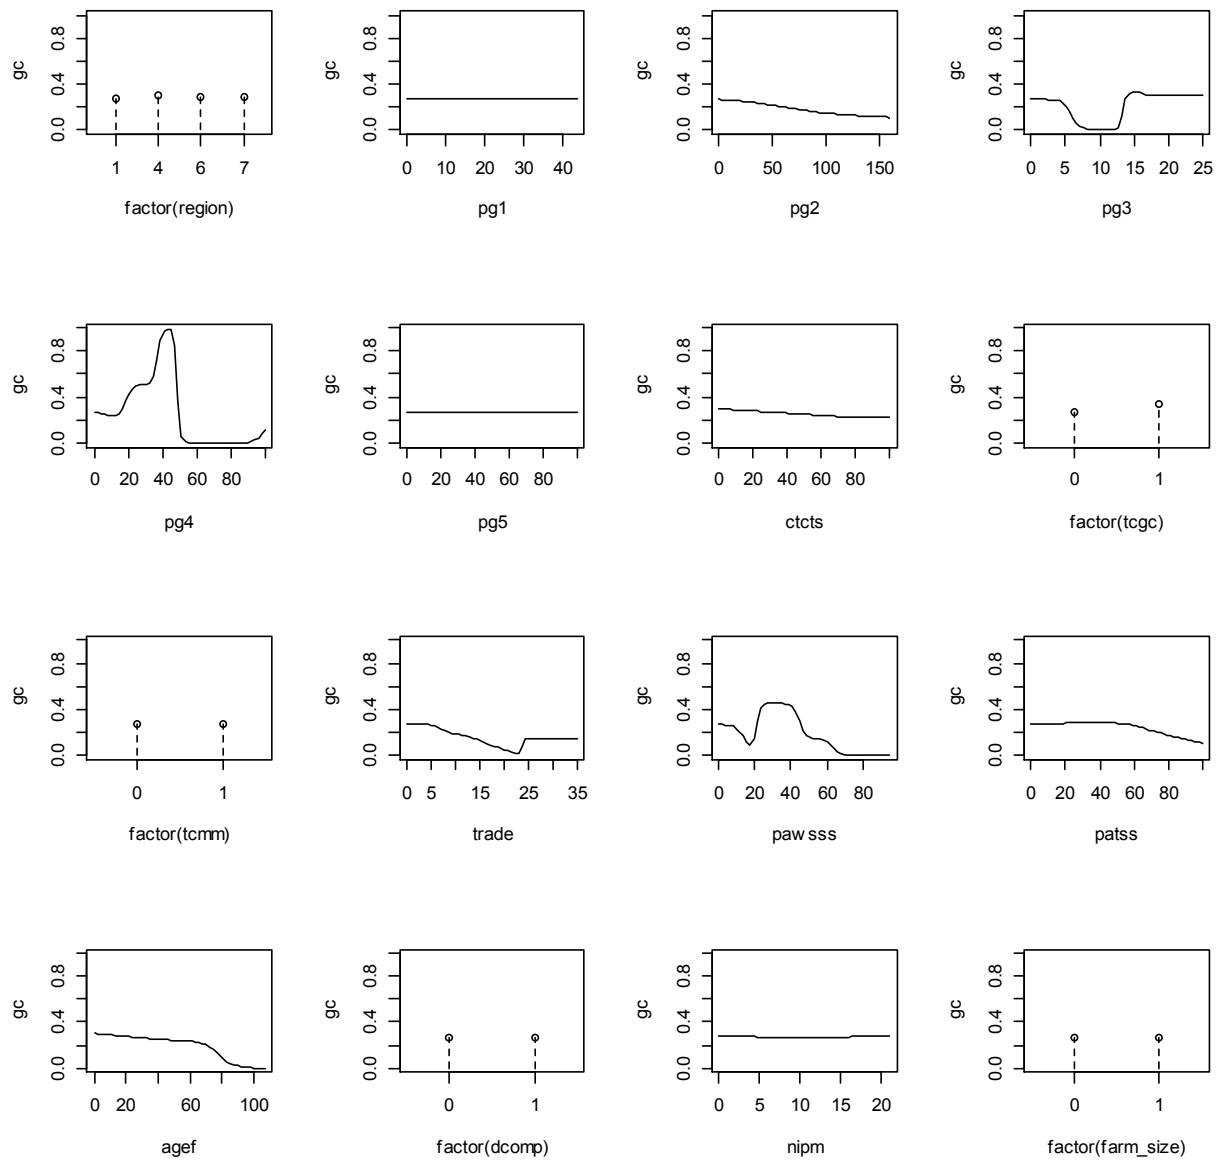 gc
0.0 0.4 0.8
1 4 6 7
factor(region)
gc
0.0 0.4 0.8
0 10 20 30 40
pg1
gc
0.0 0.4 0.8
0 50 100 150
pg2
gc
0.0 0.4 0.8
0 5 10 15 20 25
pg3
gc
0.0 0.4 0.8
0 20 40 60 80
pg4
gc
0.0 0.4 0.8
0 20 40 60 80
pg5
gc
0.0 0.4 0.8
0 20 40 60 80
ctcts
gc
0.0 0.4 0.8
0 1
factor(tcgc)
gc
0.0 0.4 0.8
0 1
factor(tcmm)
gc
0.0 0.4 0.8
0 5 15 25 35
trade
gc
0.0 0.4 0.8
0 20 40 60 80
paw sss
gc
0.0 0.4 0.8
0 20 40 60 80
patss
gc
0.0 0.4 0.8
0 20 60 100
agef
gc
0.0 0.4 0.8
0 1
factor(dcomp)
gc
0.0 0.4 0.8
0 5 10 15 20
nipm
gc
0.0 0.4 0.8
0 1
factor(farm_size)